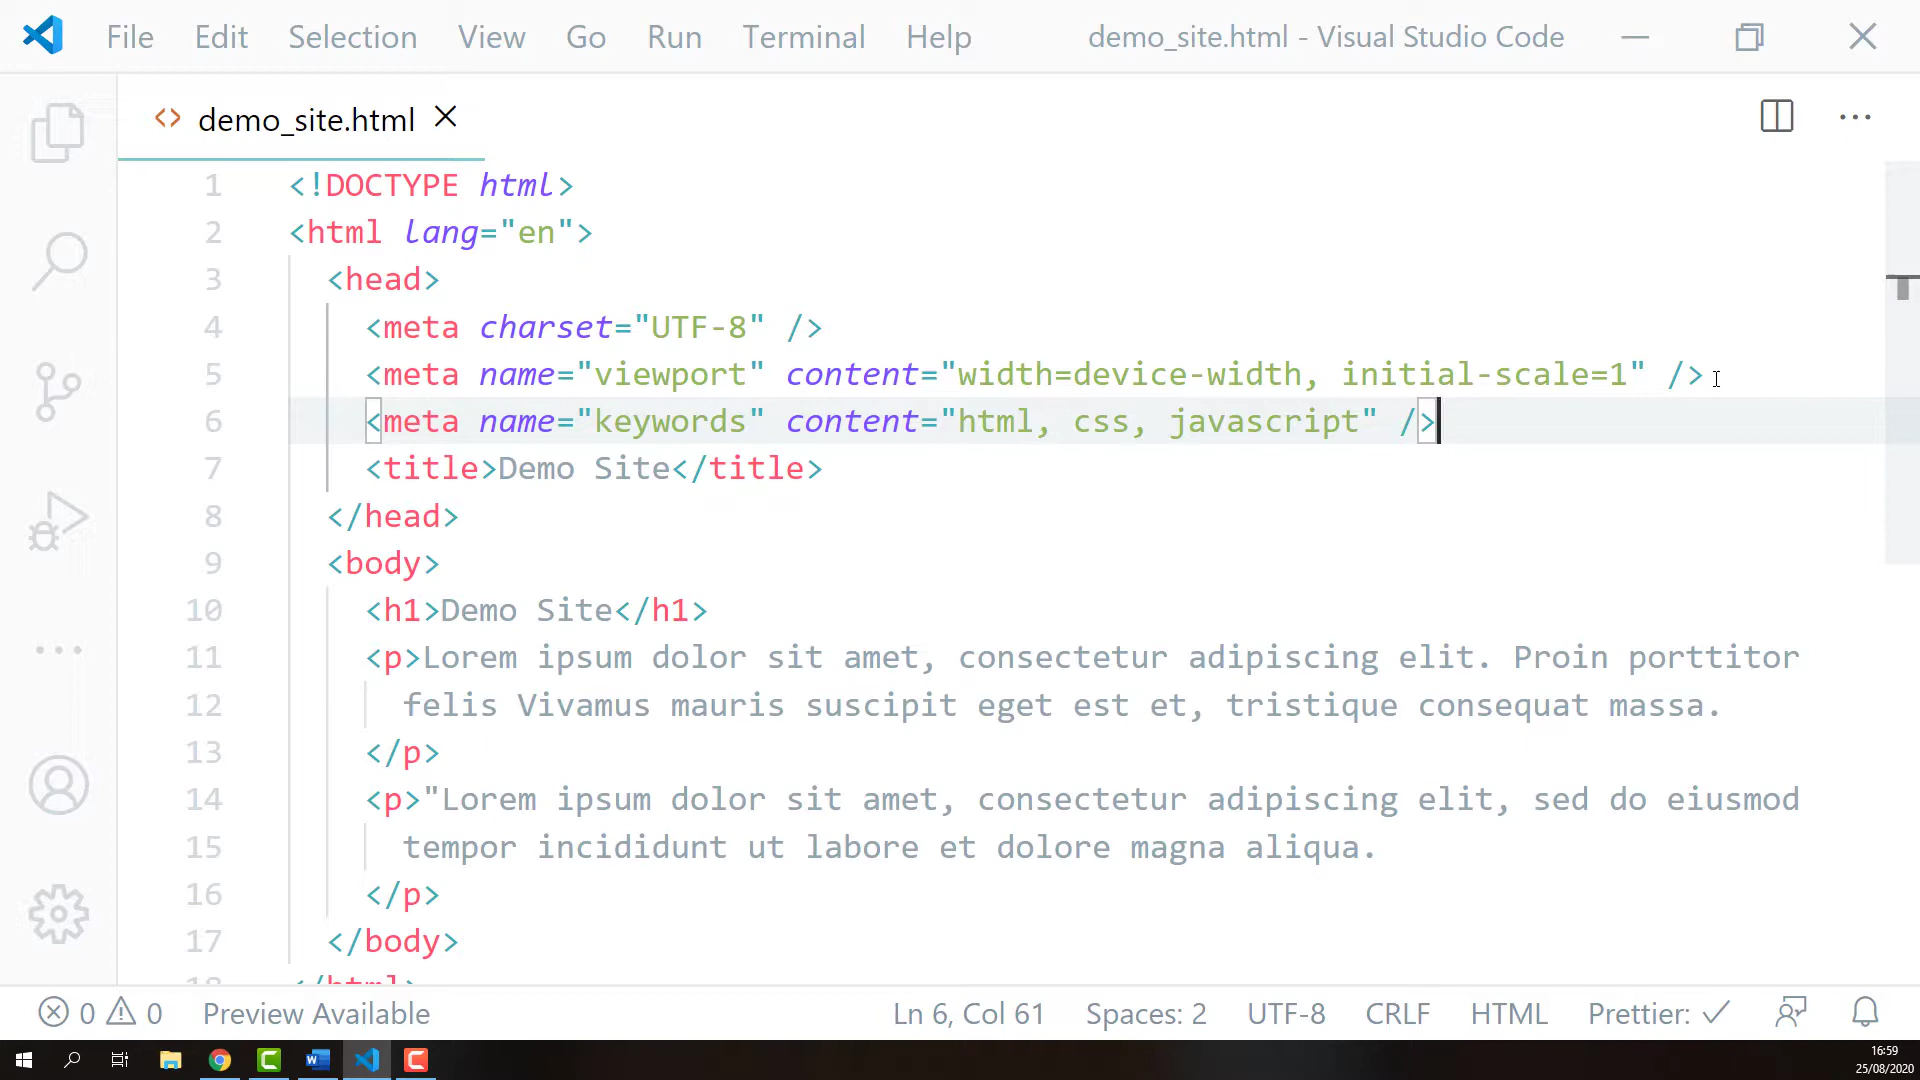 File Edit Selection View Go Run Terminal Help demo_site.html - Visual Studio Code
demo_site.html
1 <!DOCTYPE html>
2 <html lang="en">
3 <head>
4 <meta charset="UTF-8" />
5 <meta name="viewport" content="width=device-width, initial-scale=1" />
6 <meta name="keywords" content="html, css, javascript" />
7 <title>Demo Site</title>
8 </head>
9 <body>
10 <h1>Demo Site</h1>
11 <p>Lorem ipsum dolor sit amet, consectetur adipiscing elit. Proin porttitor
12 felis Vivamus mauris suscipit eget est et, tristique consequat massa.
13 </p>
14 <p>"Lorem ipsum dolor sit amet, consectetur adipiscing elit, sed do eiusmod
15 tempor incididunt ut labore et dolore magna aliqua.
16 </p>
17 </body>
18 </html>
0 0 Preview Available Ln 6, Col 61 Spaces: 2 UTF-8 CRLF HTML Prettier: ✓
16:59
25/08/2020